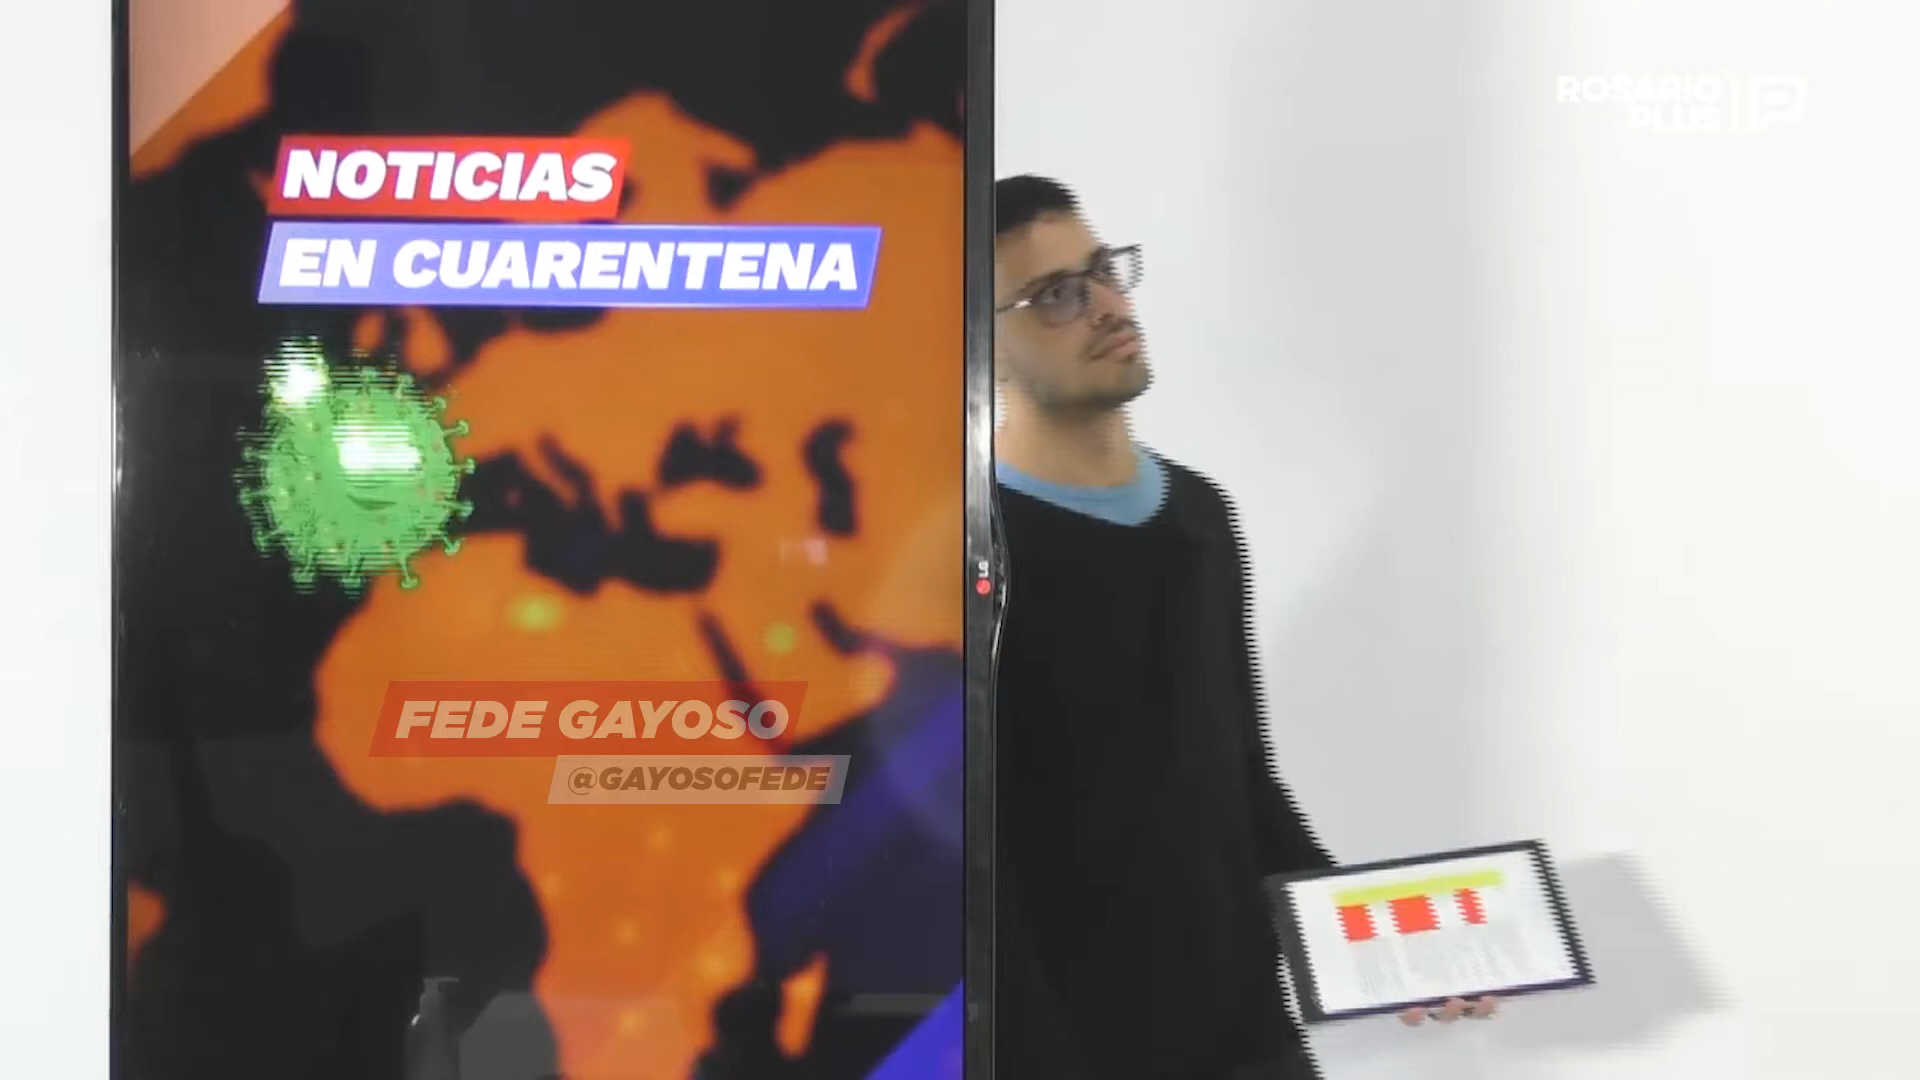 NOTICIAS
EN CUARENTENA
ROSARIO
PLUS
LG
FEDE GAYOSO
@GAYOSOFEDE